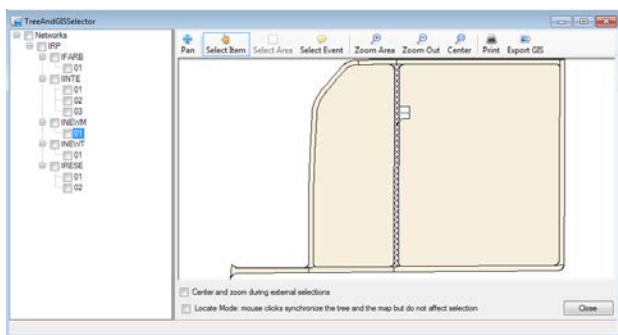 TreeAndGISSelector
Networks
IRP
IFARB
01
IINTE
01
02
03
INEWM
01
INEWT
01
IRESE
01
02
Pan Select Item Select Area Select Event Zoom Area Zoom Out Center Print Export GIS
Center and zoom during external selections
Locate Mode: mouse clicks synchronize the tree and the map but do not affect selection
Close